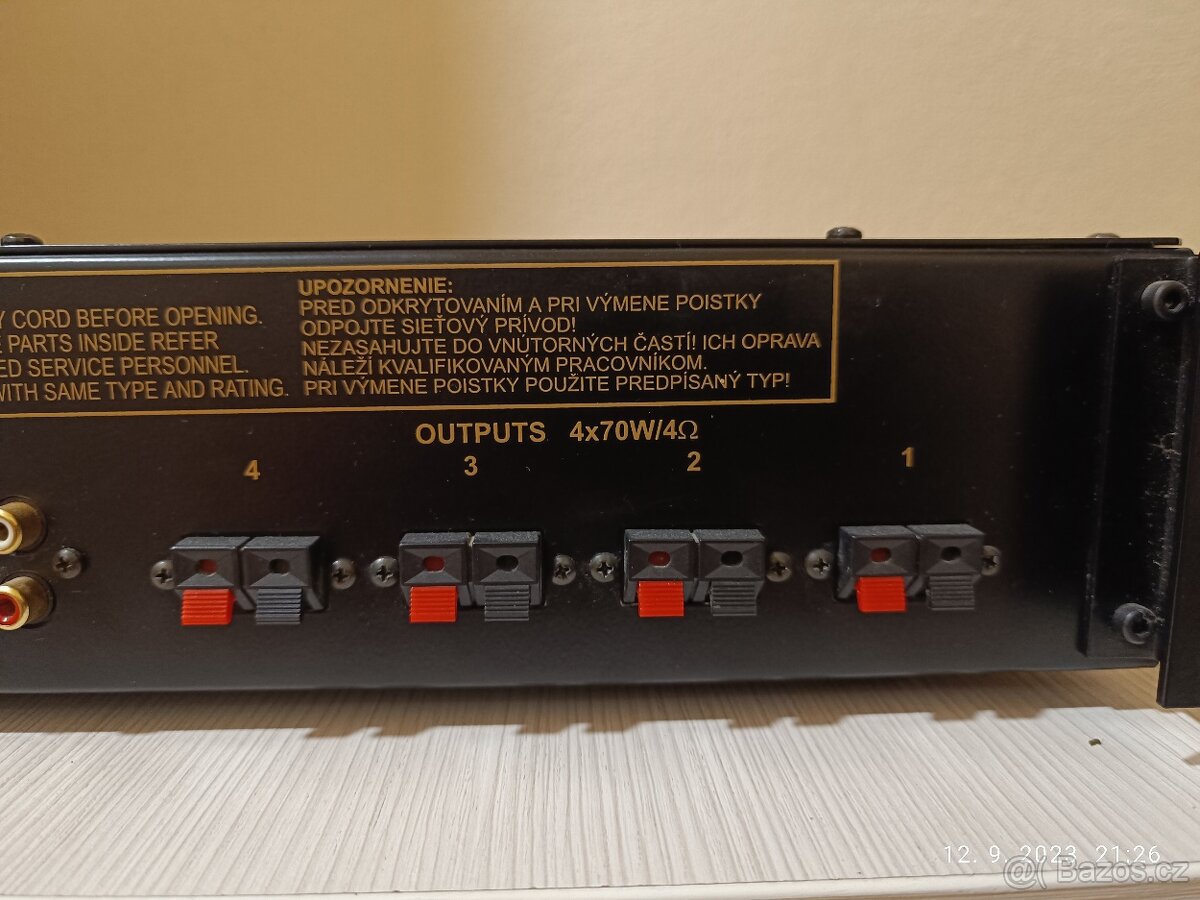 Y CORD BEFORE OPENING.
E PARTS INSIDE REFER
ED SERVICE PERSONNEL.
WITH SAME TYPE AND RATING.
UPOZORNENIE:
PRED ODKRYTOVANÍM A PRI VÝMENE POISTKY
ODPOJTE SIEŤOVÝ PRÍVOD!
NEZASAHUJTE DO VNÚTORNÝCH ČASTÍ! ICH OPRAVA
NÁLEŽÍ KVALIFIKOVANÝM PRACOVNÍKOM.
PRI VÝMENE POISTKY POUŽITE PREDPÍSANÝ TYP!
OUTPUTS 4x70W/4Ω
4 3 2 1
12. 9. 2023 21:26
@( Bazoš.cz